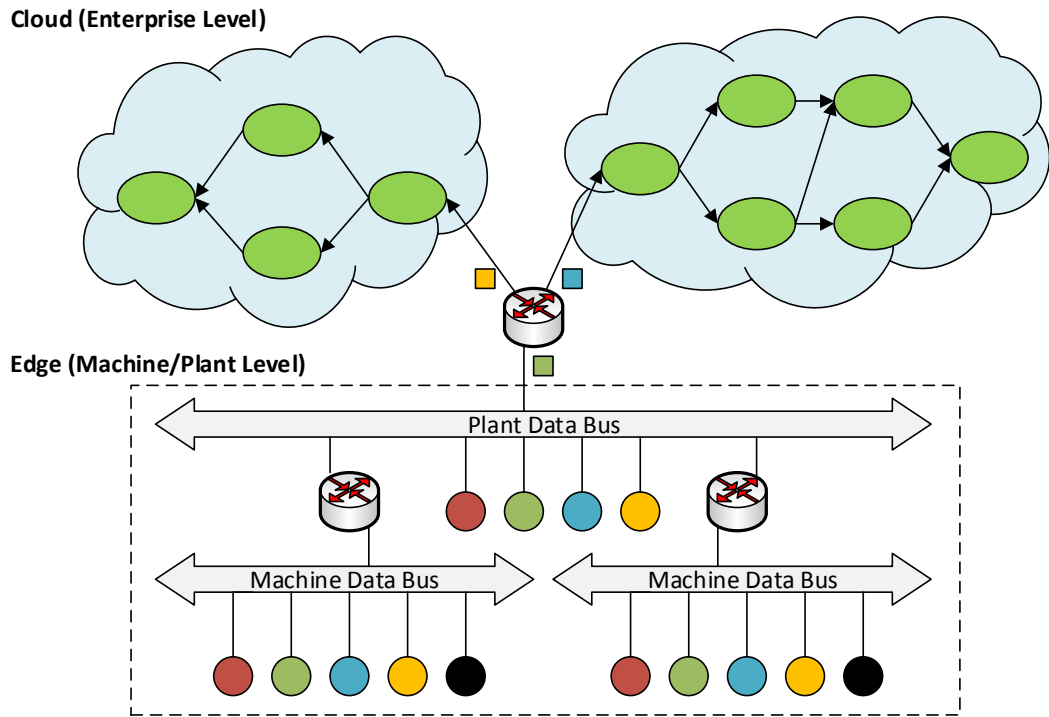 Cloud (Enterprise Level)
Edge (Machine/Plant Level)
Plant Data Bus
Machine Data Bus
Machine Data Bus